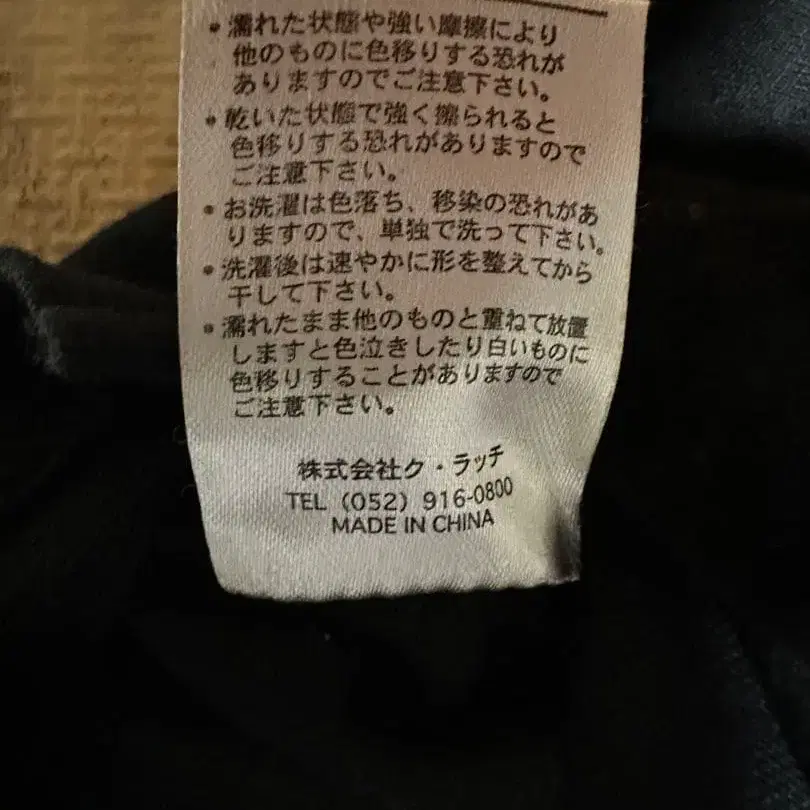 ・濡れた状態や強い摩擦により
他のものに色移りする恐れが
ありますのでご注意下さい。
・乾いた状態で強く擦られると
色移りする恐れがありますので
ご注意下さい。
・お洗濯は色落ち、移染の恐れがあ
りますので、単独で洗って下さい。
・洗濯後は速やかに形を整えてから
干して下さい。
・濡れたまま他のものと重ねて放置
しますと色泣きしたり白いものに
色移りすることがありますので
ご注意下さい。
株式会社ク・ラッチ
TEL (052) 916-0800
MADE IN CHINA